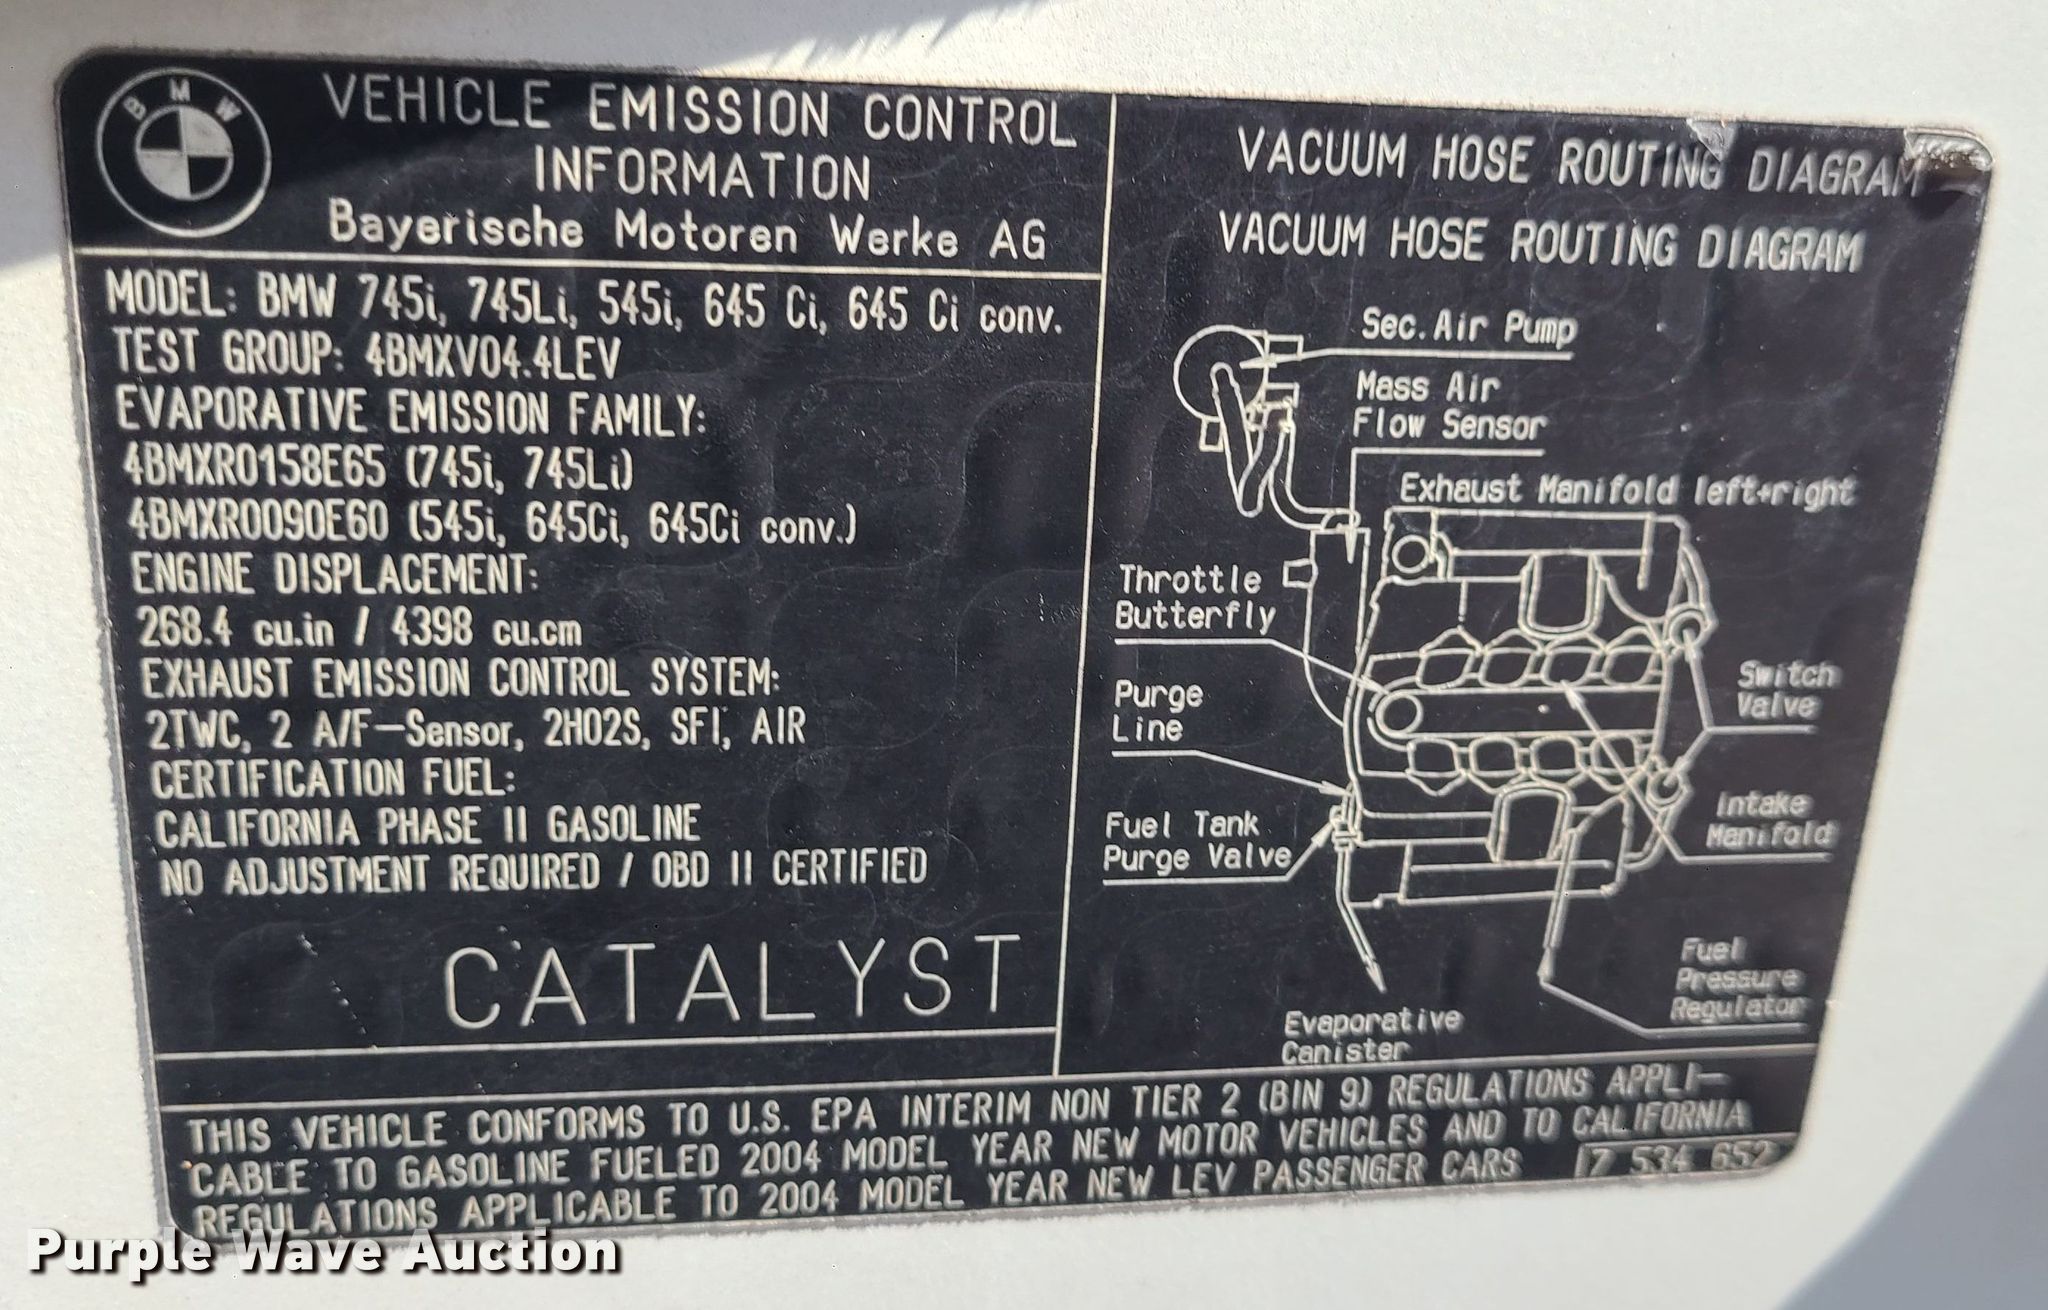 BMW
VEHICLE EMISSION CONTROL
INFORMATION
Bayerische Motoren Werke AG
MODEL: BMW 745i, 745Li, 545i, 645 Ci, 645 Ci conv.
TEST GROUP: 4BMXV04.4LEV
EVAPORATIVE EMISSION FAMILY:
4BMXR0158E65 (745i, 745Li)
4BMXR0090E60 (545i, 645Ci, 645Ci conv.)
ENGINE DISPLACEMENT:
268.4 cu.in / 4398 cu.cm
EXHAUST EMISSION CONTROL SYSTEM:
2TWC, 2 A/F-Sensor, 2HO2S, SFI, AIR
CERTIFICATION FUEL:
CALIFORNIA PHASE II GASOLINE
NO ADJUSTMENT REQUIRED / OBD II CERTIFIED
CATALYST
VACUUM HOSE ROUTING DIAGRAM
VACUUM HOSE ROUTING DIAGRAM
Sec. Air Pump
Mass Air
Flow Sensor
Exhaust Manifold left+right
Throttle
Butterfly
Purge
Line
Fuel Tank
Purge Valve
Switch
Valve
Intake
Manifold
Fuel
Pressure
Regulator
Evaporative
Canister
THIS VEHICLE CONFORMS TO U.S. EPA INTERIM NON TIER 2 (BIN 9) REGULATIONS APPLI-
CABLE TO GASOLINE FUELED 2004 MODEL YEAR NEW MOTOR VEHICLES AND TO CALIFORNIA
REGULATIONS APPLICABLE TO 2004 MODEL YEAR NEW LEV PASSENGER CARS
7 534 652
Purple Wave Auction